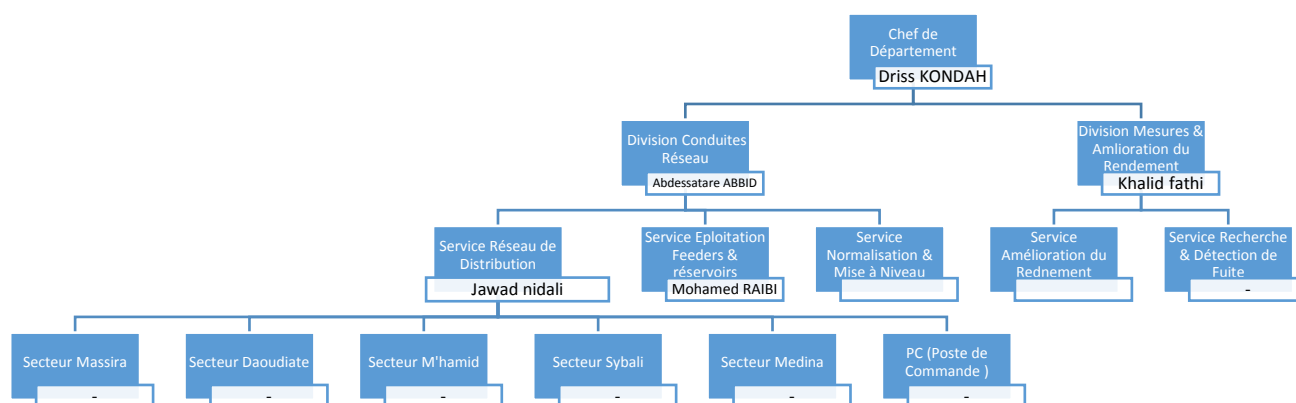 Chef de
Département
Driss KONDAH
Division Conduites
Réseau
Abdessatare ABBID
Division Mesures &
Amlioration du
Rendement
Khalid fathi
Service Réseau de
Distribution
Jawad nidali
Service Eploitation
Feeders &
réservoirs
Mohamed RAIBI
Service
Normalisation &
Mise à Niveau
Service
Amélioration du
Rednement
Service Recherche
& Détection de
Fuite
-
Secteur Massira
-
Secteur Daoudiate
-
Secteur M'hamid
-
Secteur Sybali
-
Secteur Medina
-
PC (Poste de
Commande )
-